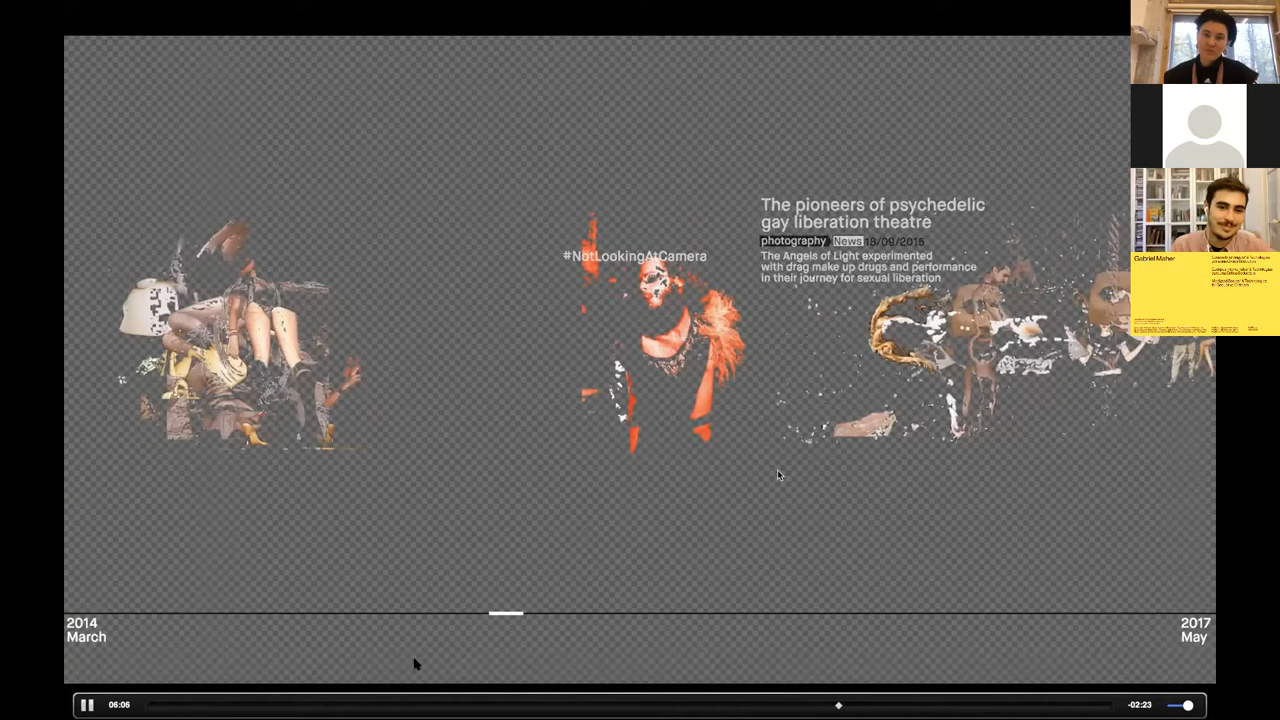 #NotLookingAtCamera
The pioneers of psychedelic
gay liberation theatre
photography News 18/09/2015
The Angels of Light experimented
with drag make up drugs and performance
in their journey for sexual liberation
Gabriel Maher
2014
March
2017
May
06:06
-02:23